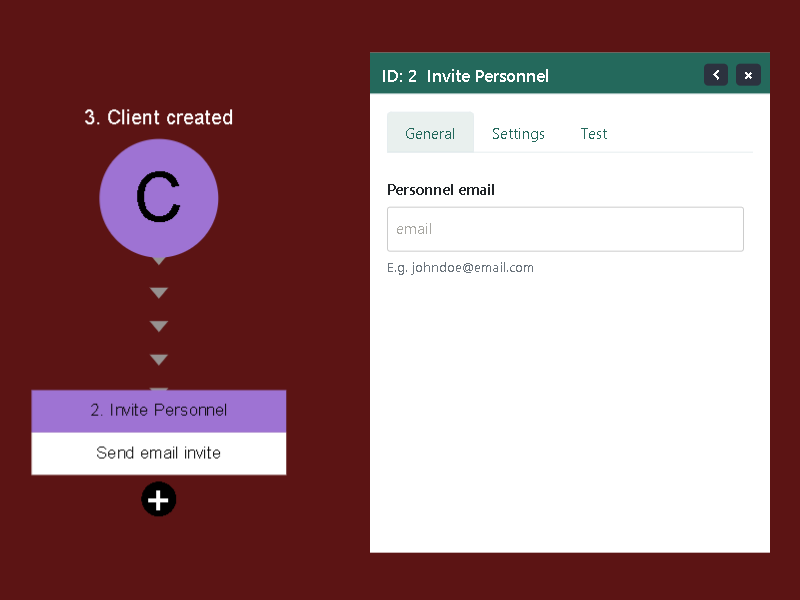 3. Client created
C
2. Invite Personnel
Send email invite
ID: 2 Invite Personnel
General Settings Test
Personnel email
email
E.g. johndoe@email.com